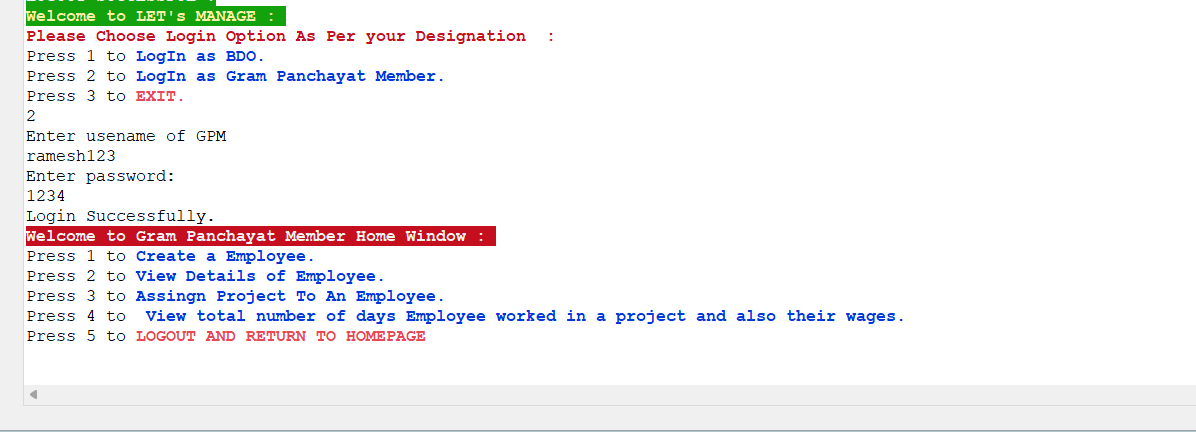 Welcome to LET's MANAGE :
Please Choose Login Option As Per your Designation  :
Press 1 to LogIn as BDO.
Press 2 to LogIn as Gram Panchayat Member.
Press 3 to EXIT.
2
Enter usename of GPM
ramesh123
Enter password:
1234
Login Successfully.
Welcome to Gram Panchayat Member Home Window :
Press 1 to Create a Employee.
Press 2 to View Details of Employee.
Press 3 to Assingn Project To An Employee.
Press 4 to  View total number of days Employee worked in a project and also their wages.
Press 5 to LOGOUT AND RETURN TO HOMEPAGE